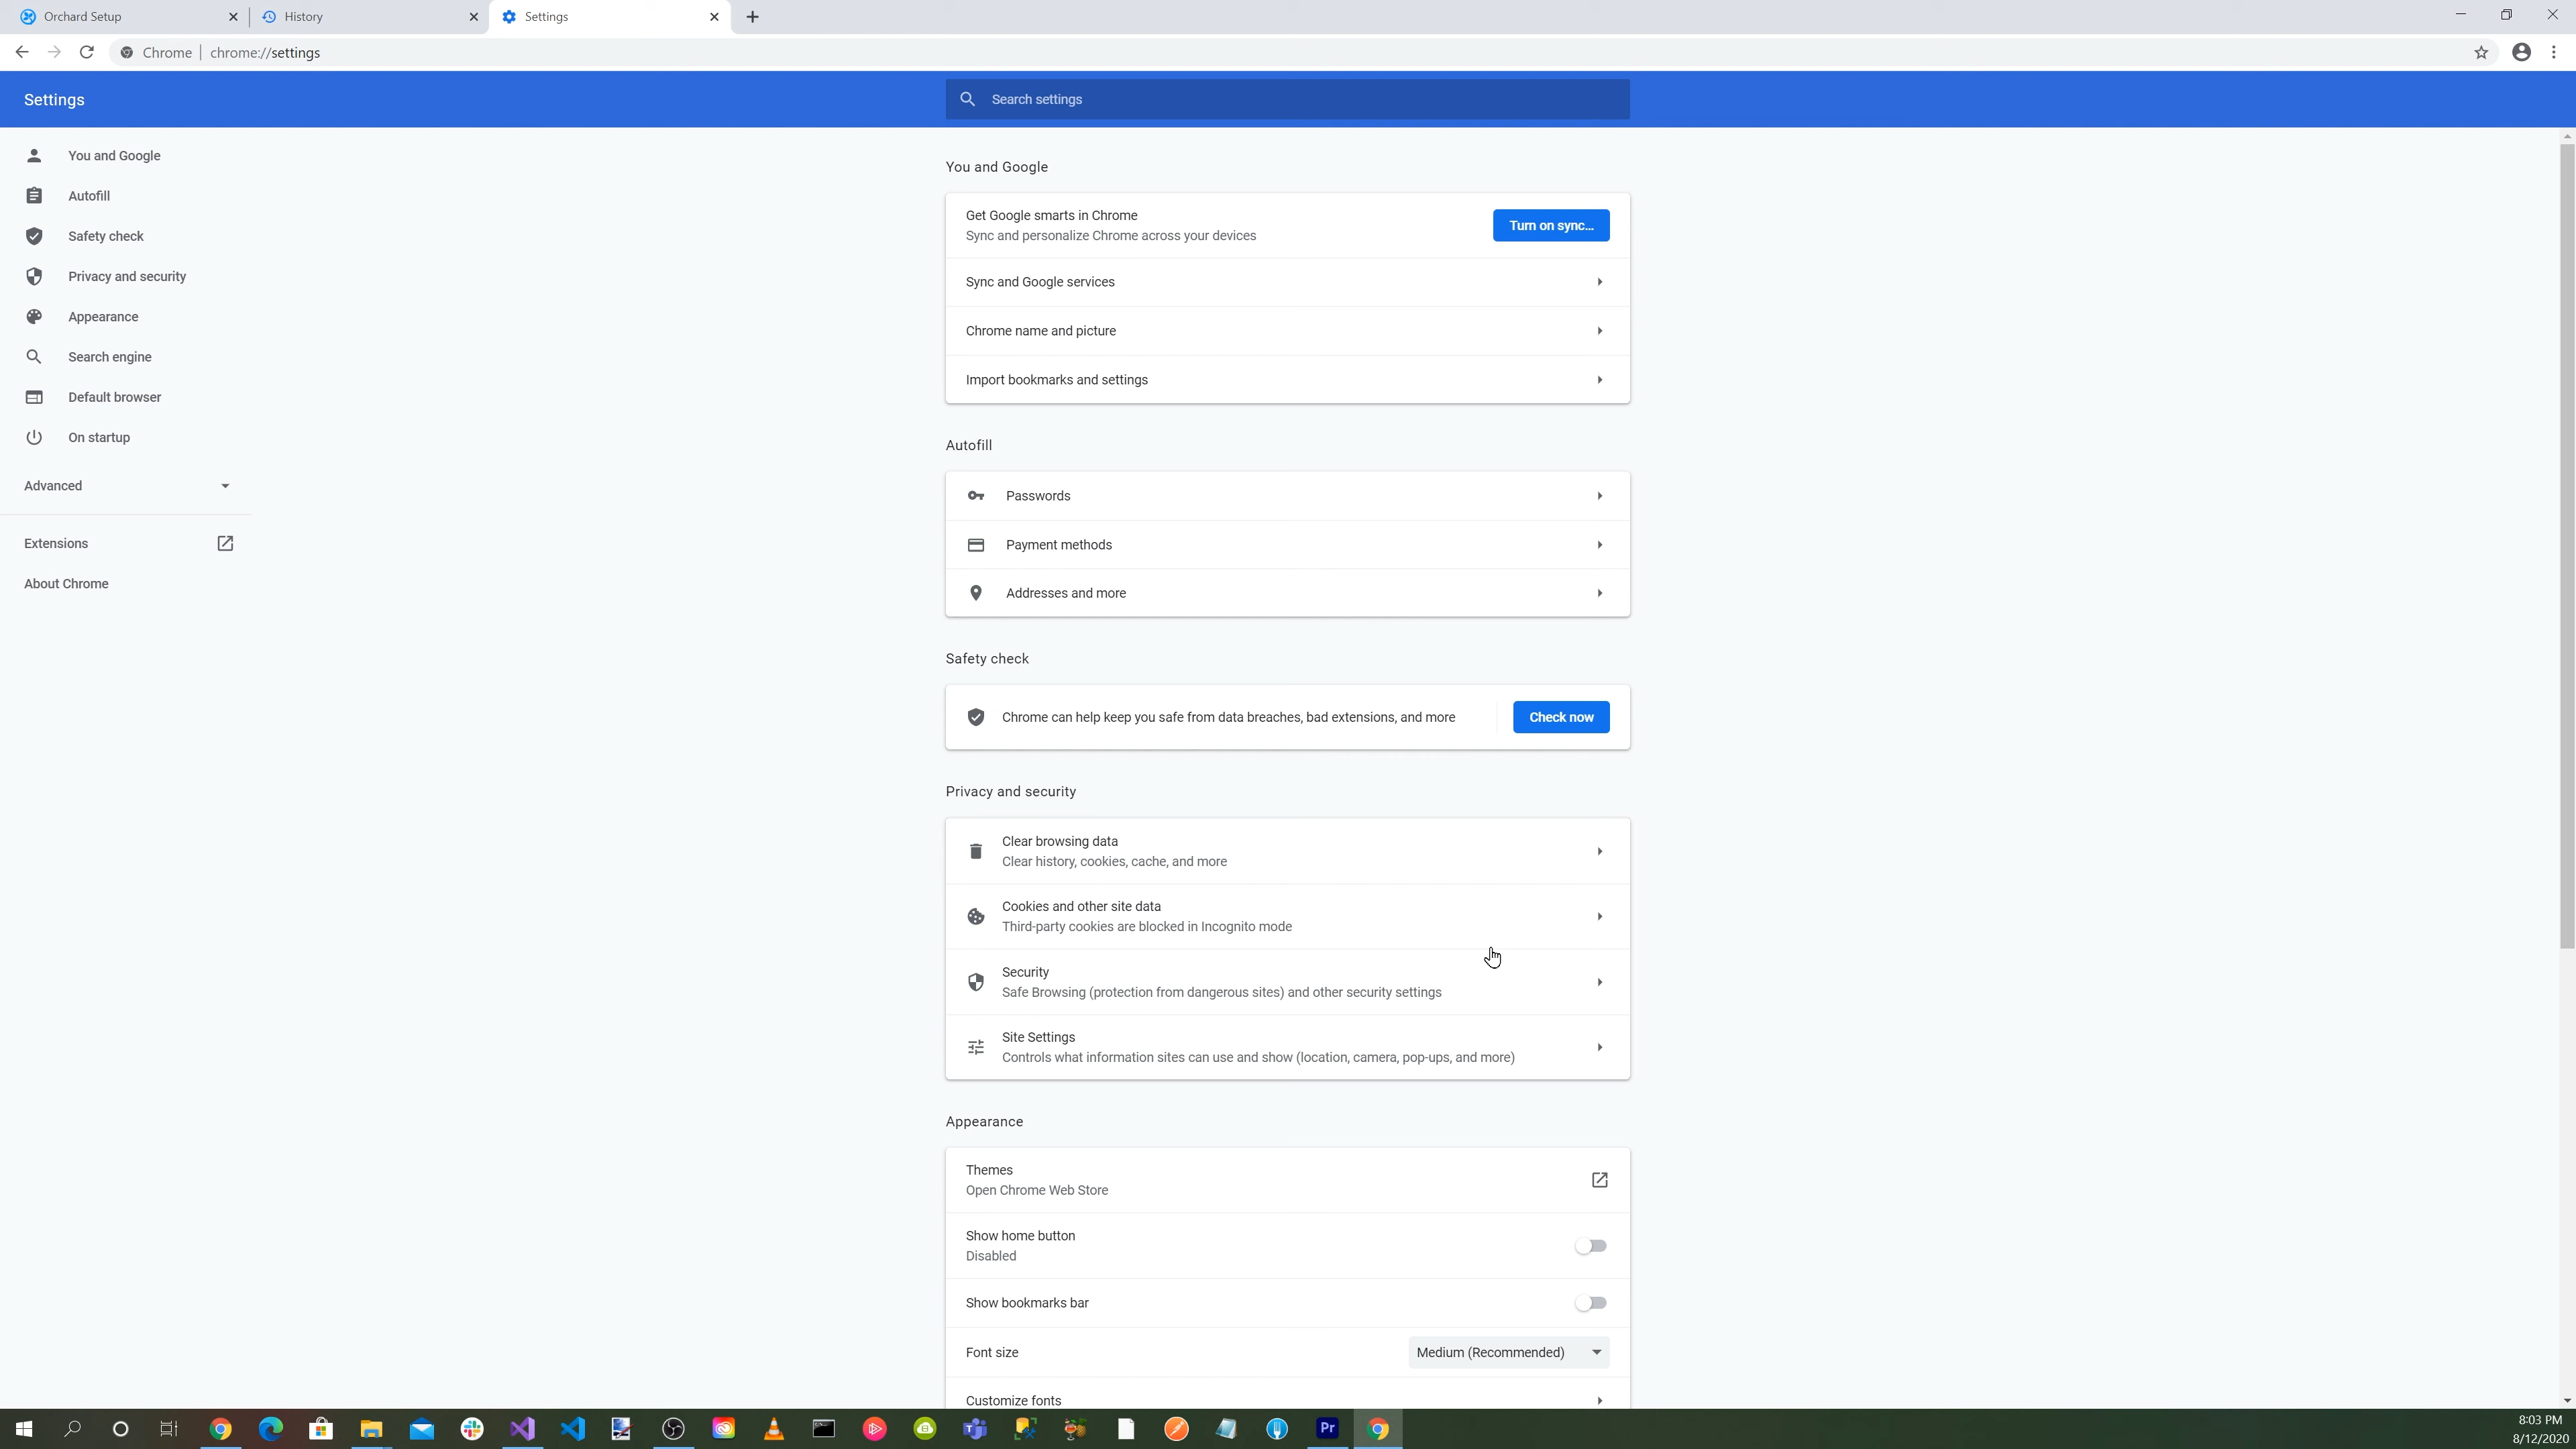 Orchard Setup
History
Settings
Chrome | chrome://settings
Settings
Search settings
You and Google
Autofill
Safety check
Privacy and security
Appearance
Search engine
Default browser
On startup
Advanced
Extensions
About Chrome
You and Google
Get Google smarts in Chrome
Sync and personalize Chrome across your devices
Turn on sync...
Sync and Google services
Chrome name and picture
Import bookmarks and settings
Autofill
Passwords
Payment methods
Addresses and more
Safety check
Chrome can help keep you safe from data breaches, bad extensions, and more
Check now
Privacy and security
Clear browsing data
Clear history, cookies, cache, and more
Cookies and other site data
Third-party cookies are blocked in Incognito mode
Security
Safe Browsing (protection from dangerous sites) and other security settings
Site Settings
Controls what information sites can use and show (location, camera, pop-ups, and more)
Appearance
Themes
Open Chrome Web Store
Show home button
Disabled
Show bookmarks bar
Font size
Medium (Recommended)
Customize fonts
Pr
8:03 PM
8/12/2020